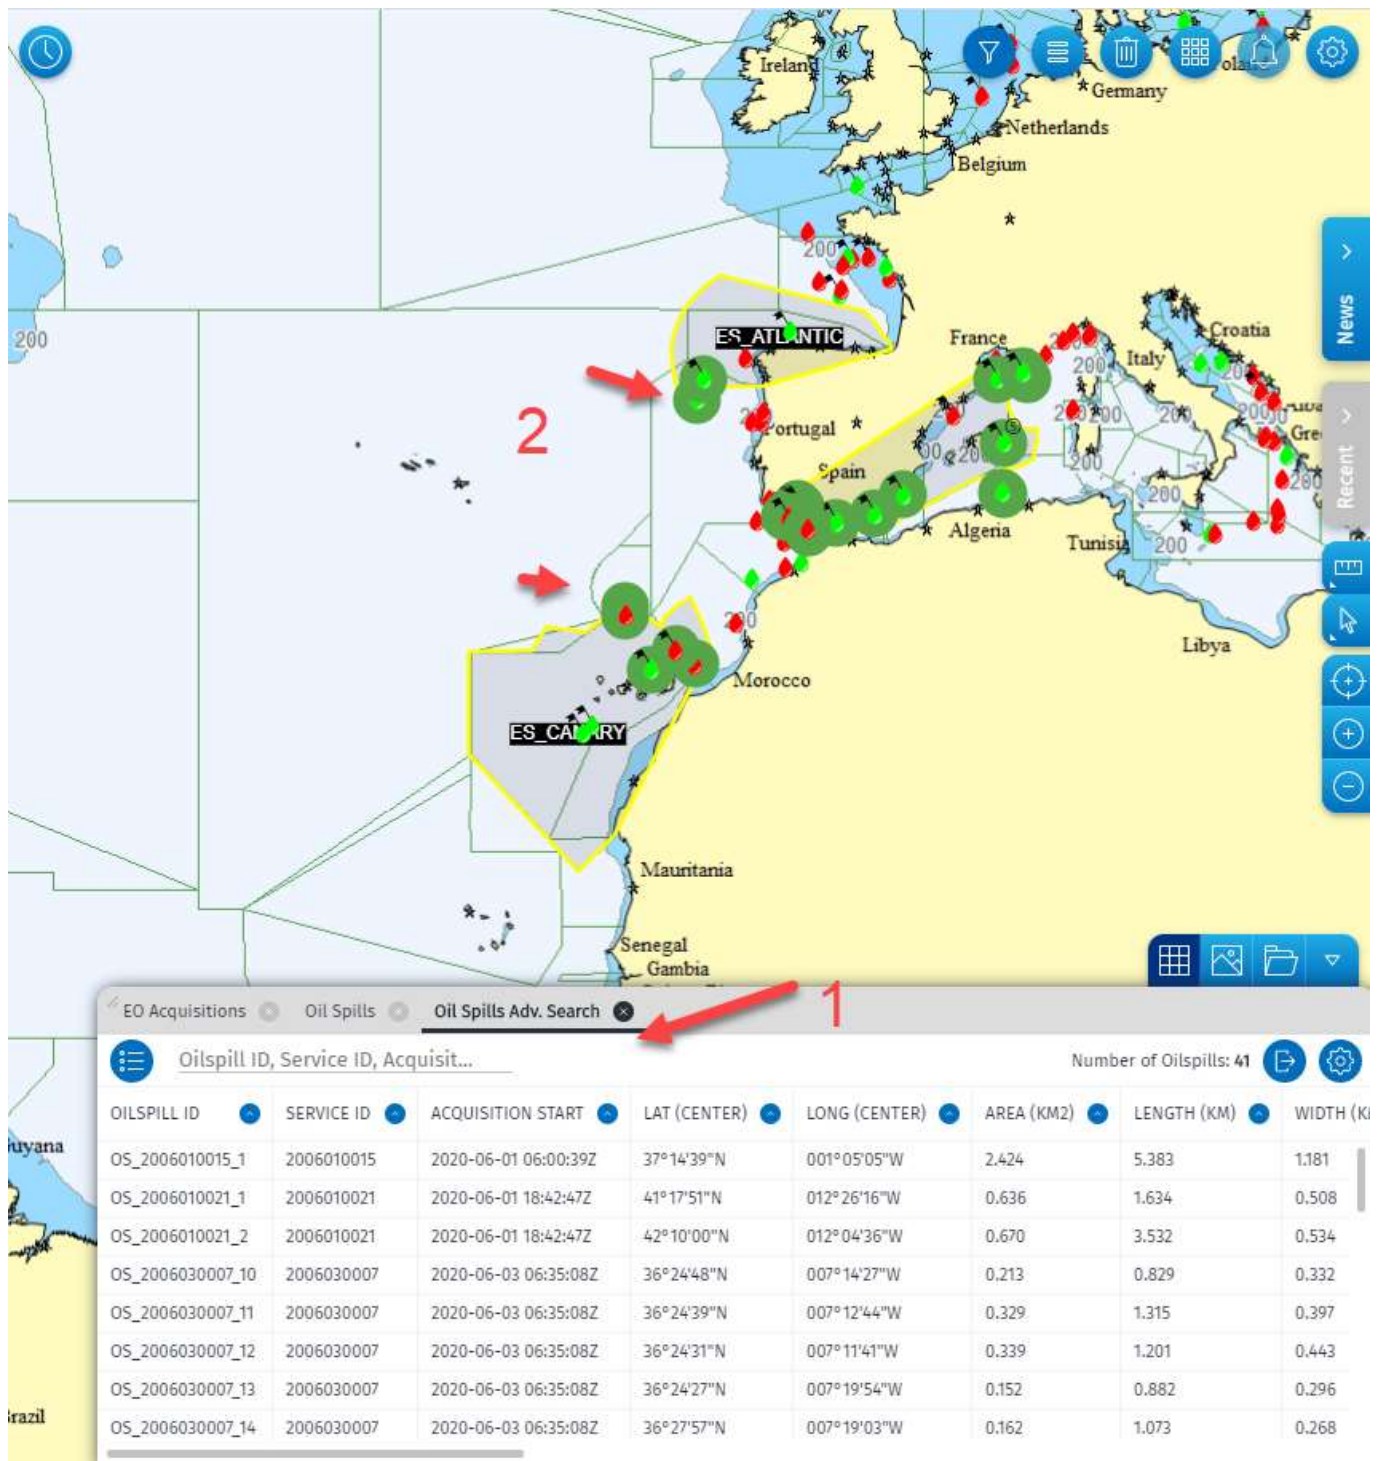 Ireland
Germany
Netherlands
Belgium
200
200
ES_ATLANTIC
France
Croatia
Italy
200
News
2
Portugal
200
200
Recent
Spain
200
200
Algeria
Tunisia
200
Libya
200
Morocco
ES_CANARY
Mauritania
Senegal
Gambia
1
EO Acquisitions Oil Spills Oil Spills Adv. Search
Oilspill ID, Service ID, Acquisit... Number of Oilspills: 41
OILSPILL ID SERVICE ID ACQUISITION START LAT (CENTER) LONG (CENTER) AREA (KM2) LENGTH (KM) WIDTH (K
uyana
OS_2006010015_1 2006010015 2020-06-01 06:00:39Z 37°14'39"N 001°05'05"W 2.424 5.383 1.181
OS_2006010021_1 2006010021 2020-06-01 18:42:47Z 41°17'51"N 012°26'16"W 0.636 1.634 0.508
OS_2006010021_2 2006010021 2020-06-01 18:42:47Z 42°10'00"N 012°04'36"W 0.670 3.532 0.534
OS_2006030007_10 2006030007 2020-06-03 06:35:08Z 36°24'48"N 007°14'27"W 0.213 0.829 0.332
OS_2006030007_11 2006030007 2020-06-03 06:35:08Z 36°24'39"N 007°12'44"W 0.329 1.315 0.397
OS_2006030007_12 2006030007 2020-06-03 06:35:08Z 36°24'31"N 007°11'41"W 0.339 1.201 0.443
OS_2006030007_13 2006030007 2020-06-03 06:35:08Z 36°24'27"N 007°19'54"W 0.152 0.882 0.296
razil
OS_2006030007_14 2006030007 2020-06-03 06:35:08Z 36°27'57"N 007°19'03"W 0.162 1.073 0.268